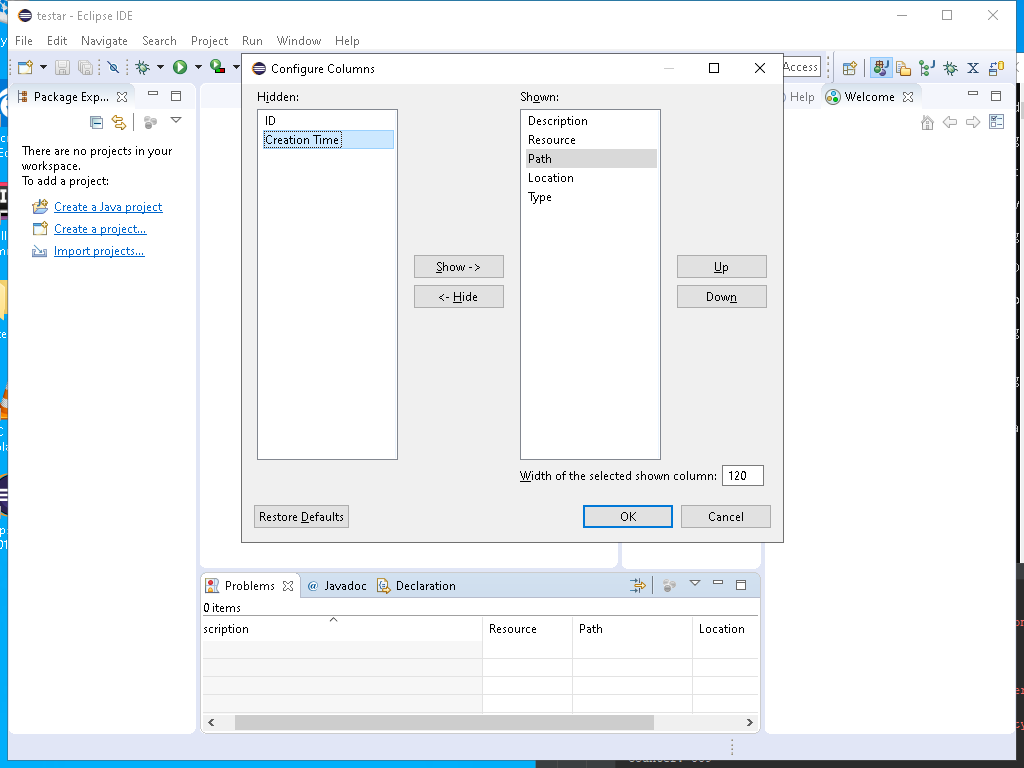 testar - Eclipse IDE
File Edit Navigate Search Project Run Window Help
Configure Columns
Access
Package Exp...
Hidden:
Shown:
Help
Welcome
ID
Creation Time
Description
Resource
Path
Location
Type
There are no projects in your
workspace.
To add a project:
Create a Java project
Create a project...
Import projects...
Show ->
<- Hide
Up
Down
Width of the selected shown column: 120
Restore Defaults
OK
Cancel
Problems
@ Javadoc
Declaration
0 items
scription
Resource
Path
Location